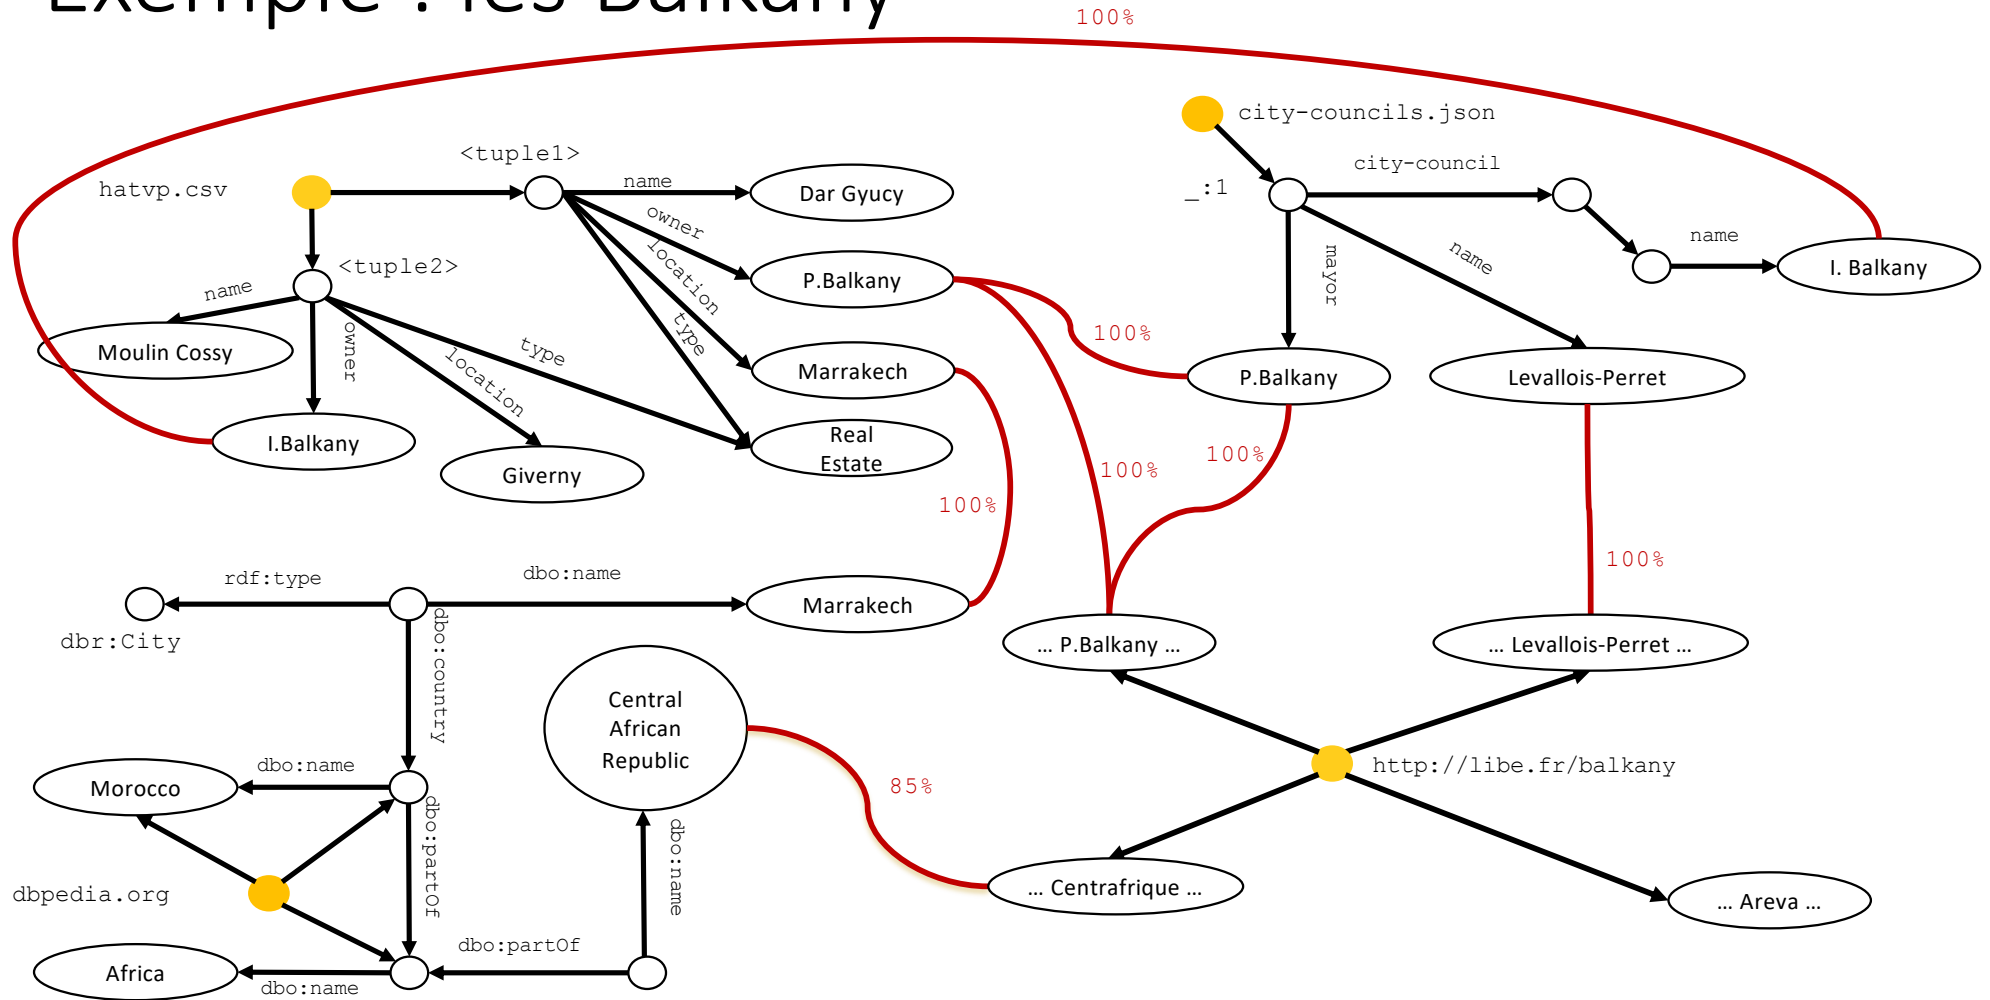 Exemple : les Balkany
100%
city-councils.json
<tuple1>
city-council
hatvp.csv
name
Dar Gyucy
_:1
owner
name
location
<tuple2>
mayor
name
I. Balkany
P.Balkany
name
type
100%
Moulin Cossy
owner
type
location
Marrakech
P.Balkany
Levallois-Perret
I.Balkany
Real
Estate
100%
100%
Giverny
100%
100%
rdf:type
dbo:name
Marrakech
dbr:City
dbo:country
... P.Balkany ...
... Levallois-Perret ...
Central
African
Republic
dbo:name
http://libe.fr/balkany
Morocco
85%
dbo:partOf
dbo:name
dbpedia.org
... Centrafrique ...
... Areva ...
dbo:partOf
Africa
dbo:name